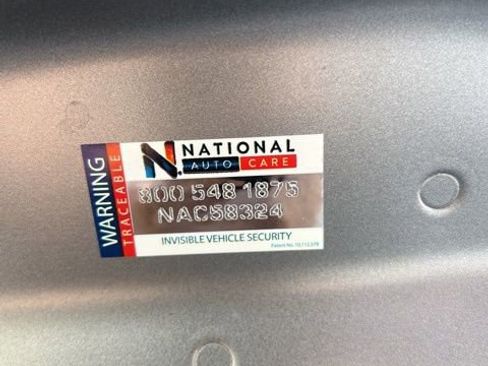 WARNING
TRACEABLE
N. NATIONAL
AUTO CARE
800 548 1875
NAC58324
INVISIBLE VEHICLE SECURITY